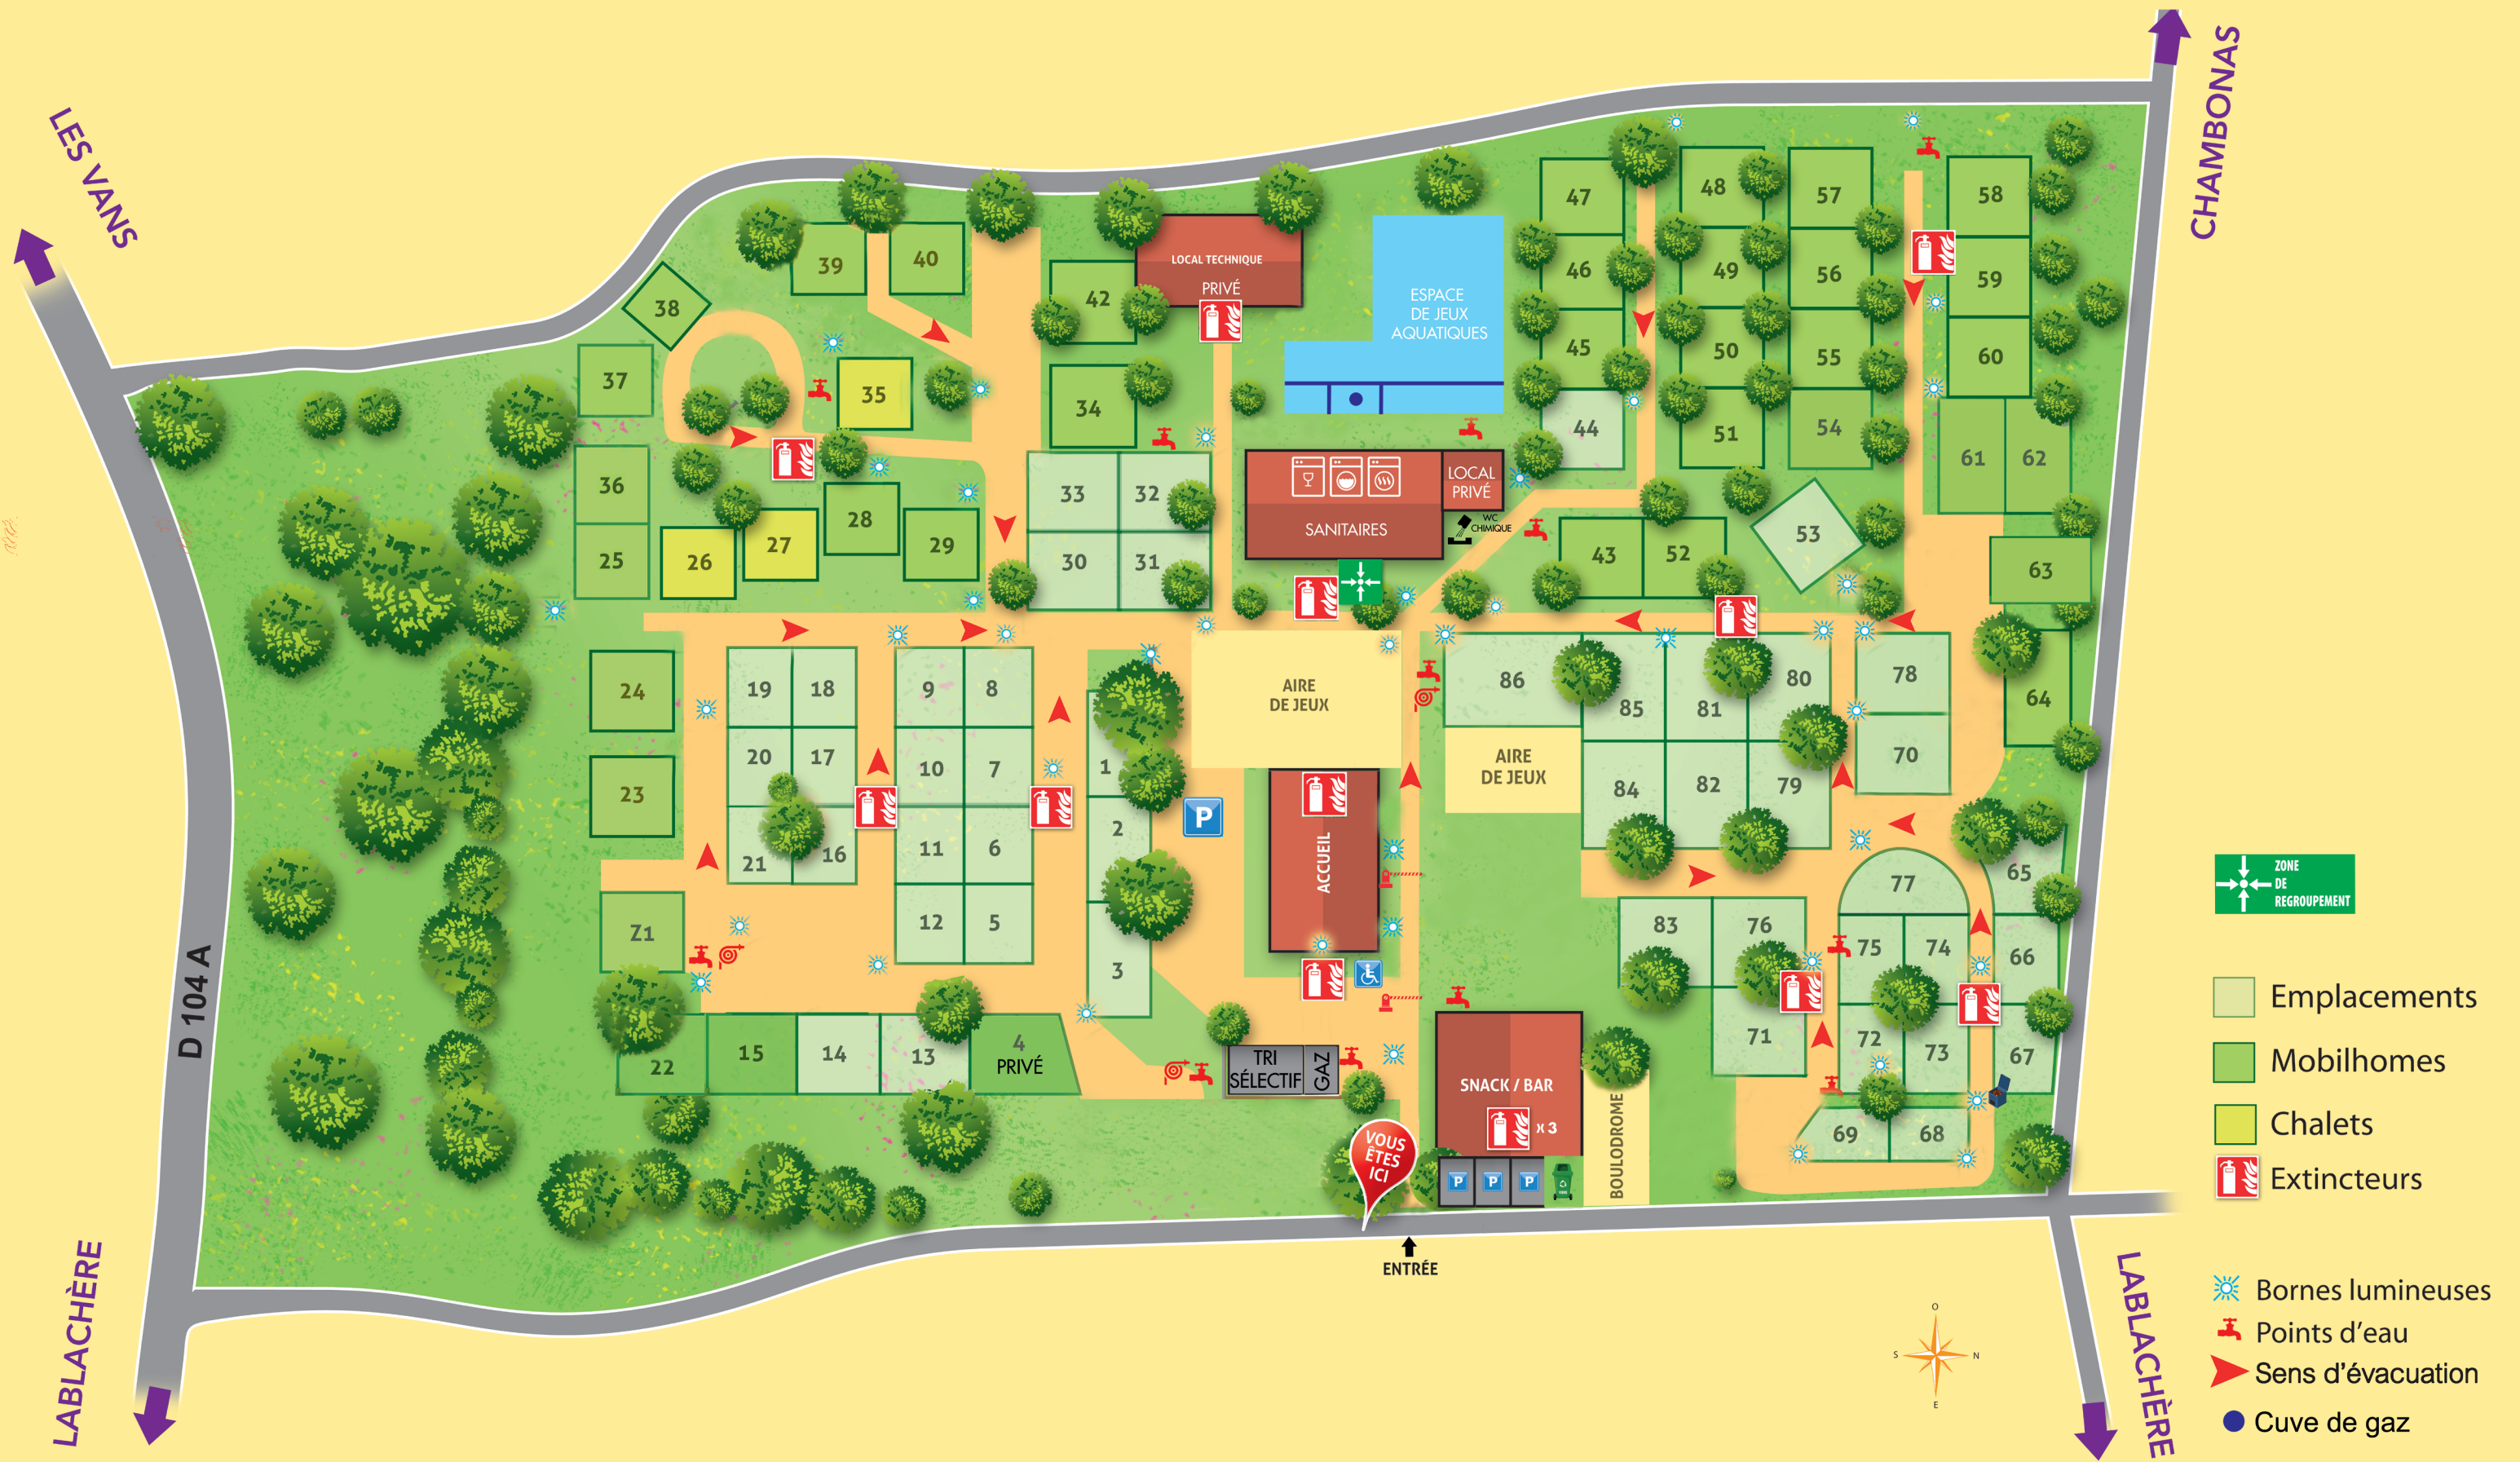 LES VANS
CHAMBONAS
LOCAL TECHNIQUE
PRIVÉ
ESPACE
DE JEUX
AQUATIQUES
47
48
57
58
39
40
42
46
49
56
59
38
37
35
34
45
50
55
60
44
51
54
61
62
36
28
33
32
SANITAIRES
LOCAL
PRIVÉ
WC
CHIMIQUE
25
26
27
29
30
31
43
52
53
63
24
19
18
9
8
AIRE
DE JEUX
86
85
81
80
78
64
23
20
17
10
7
1
AIRE
DE JEUX
84
82
79
70
21
16
11
6
2
P
ACCUEIL
77
65
Z1
12
5
3
83
76
75
74
66
71
72
73
67
22
15
14
13
4
PRIVÉ
TRI
SÉLECTIF
GAZ
SNACK / BAR
x 3
BOULODROME
69
68
VOUS
ÊTES
ICI
P
P
P
ENTRÉE
D 104 A
LABLACHÈRE
LABLACHÈRE
O
S
N
E
ZONE
DE
REGROUPEMENT
Emplacements
Mobilhomes
Chalets
Extincteurs
Bornes lumineuses
Points d'eau
Sens d'évacuation
Cuve de gaz